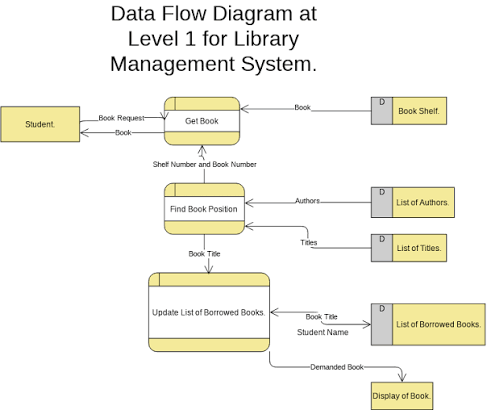 Data Flow Diagram at
Level 1 for Library
Management System.
D
Book
Book Shelf.
Book Request
Student.
Get Book
Book
Shelf Number and Book Number
D
Authors
List of Authors.
Find Book Position
D
Titles
List of Titles.
Book Title
D
Update List of Borrowed Books.
Book Title
List of Borrowed Books.
Student Name
Demanded Book
Display of Book.